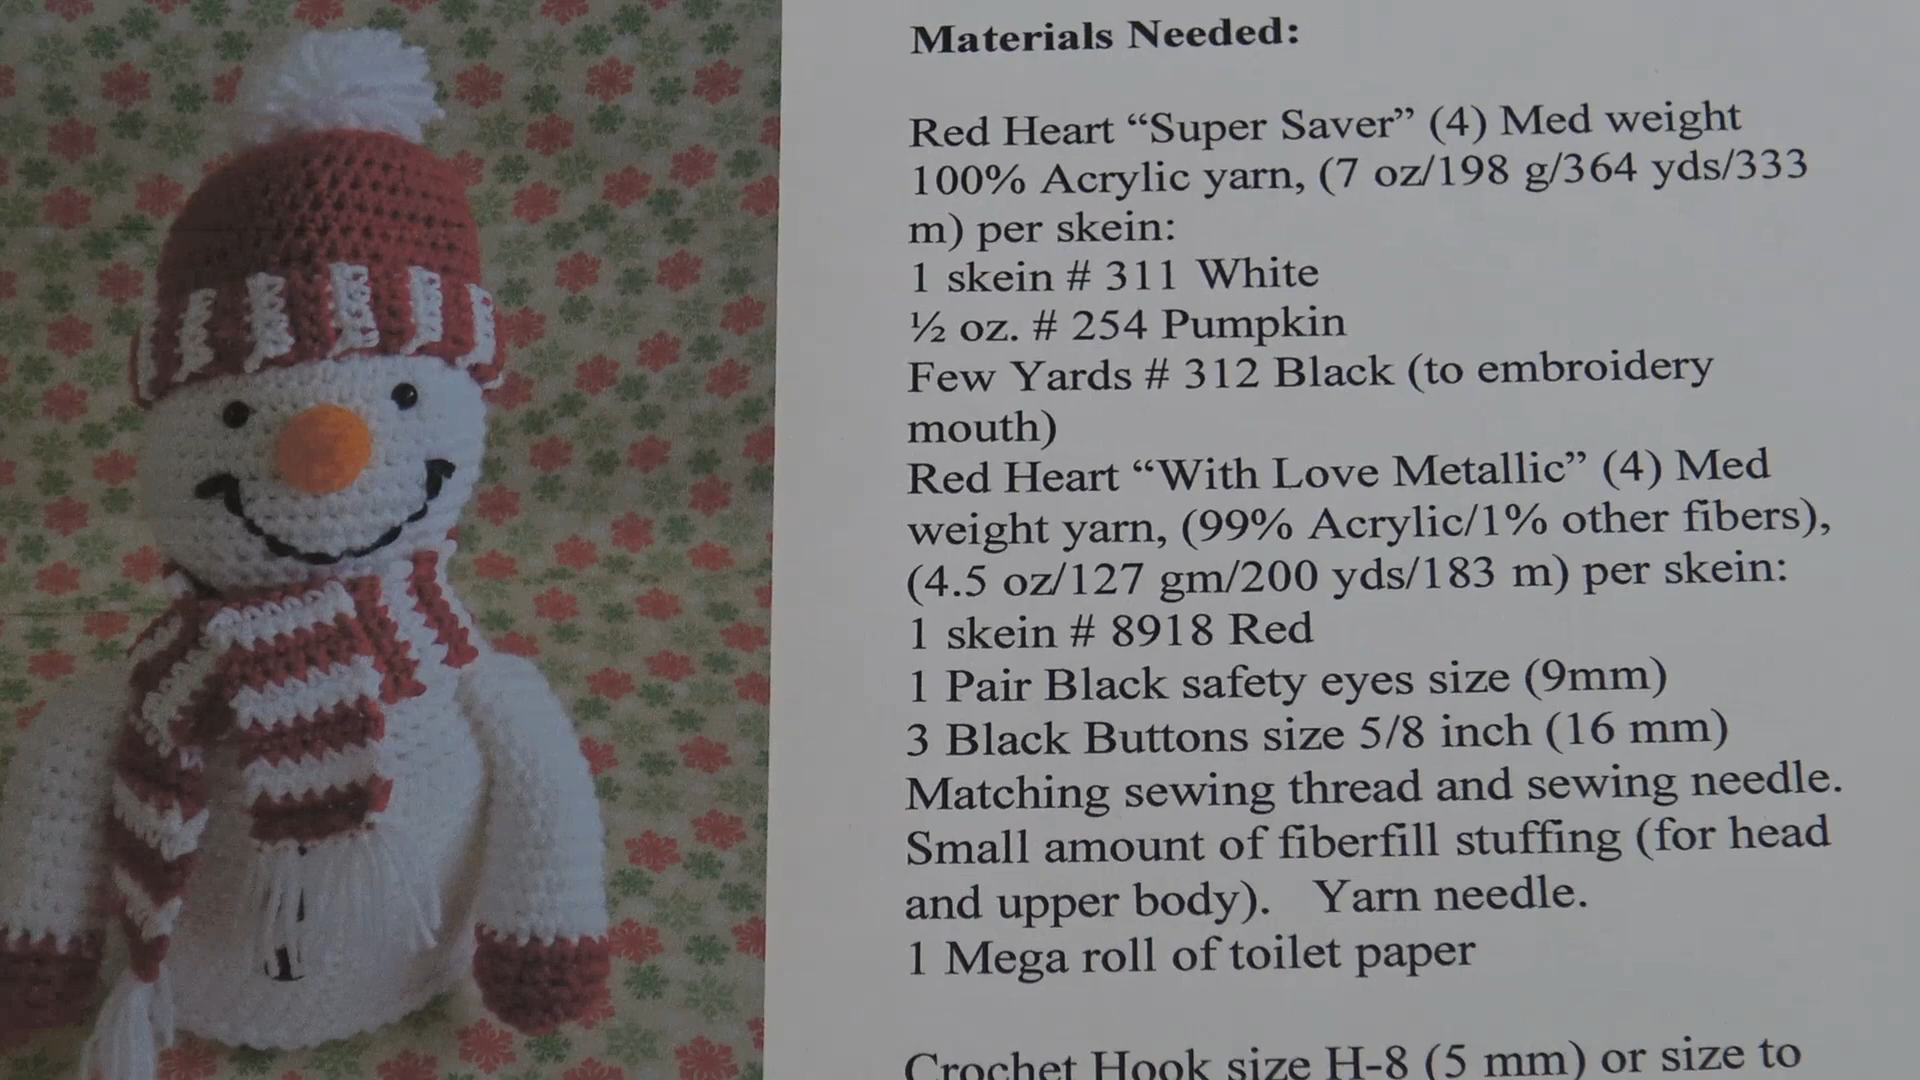 Materials Needed:
Red Heart “Super Saver” (4) Med weight
100% Acrylic yarn, (7 oz/198 g/364 yds/333
m) per skein:
1 skein # 311 White
½ oz. # 254 Pumpkin
Few Yards # 312 Black (to embroidery
mouth)
Red Heart “With Love Metallic” (4) Med
weight yarn, (99% Acrylic/1% other fibers),
(4.5 oz/127 gm/200 yds/183 m) per skein:
1 skein # 8918 Red
1 Pair Black safety eyes size (9mm)
3 Black Buttons size 5/8 inch (16 mm)
Matching sewing thread and sewing needle.
Small amount of fiberfill stuffing (for head
and upper body). Yarn needle.
1 Mega roll of toilet paper
Crochet Hook size H-8 (5 mm) or size to